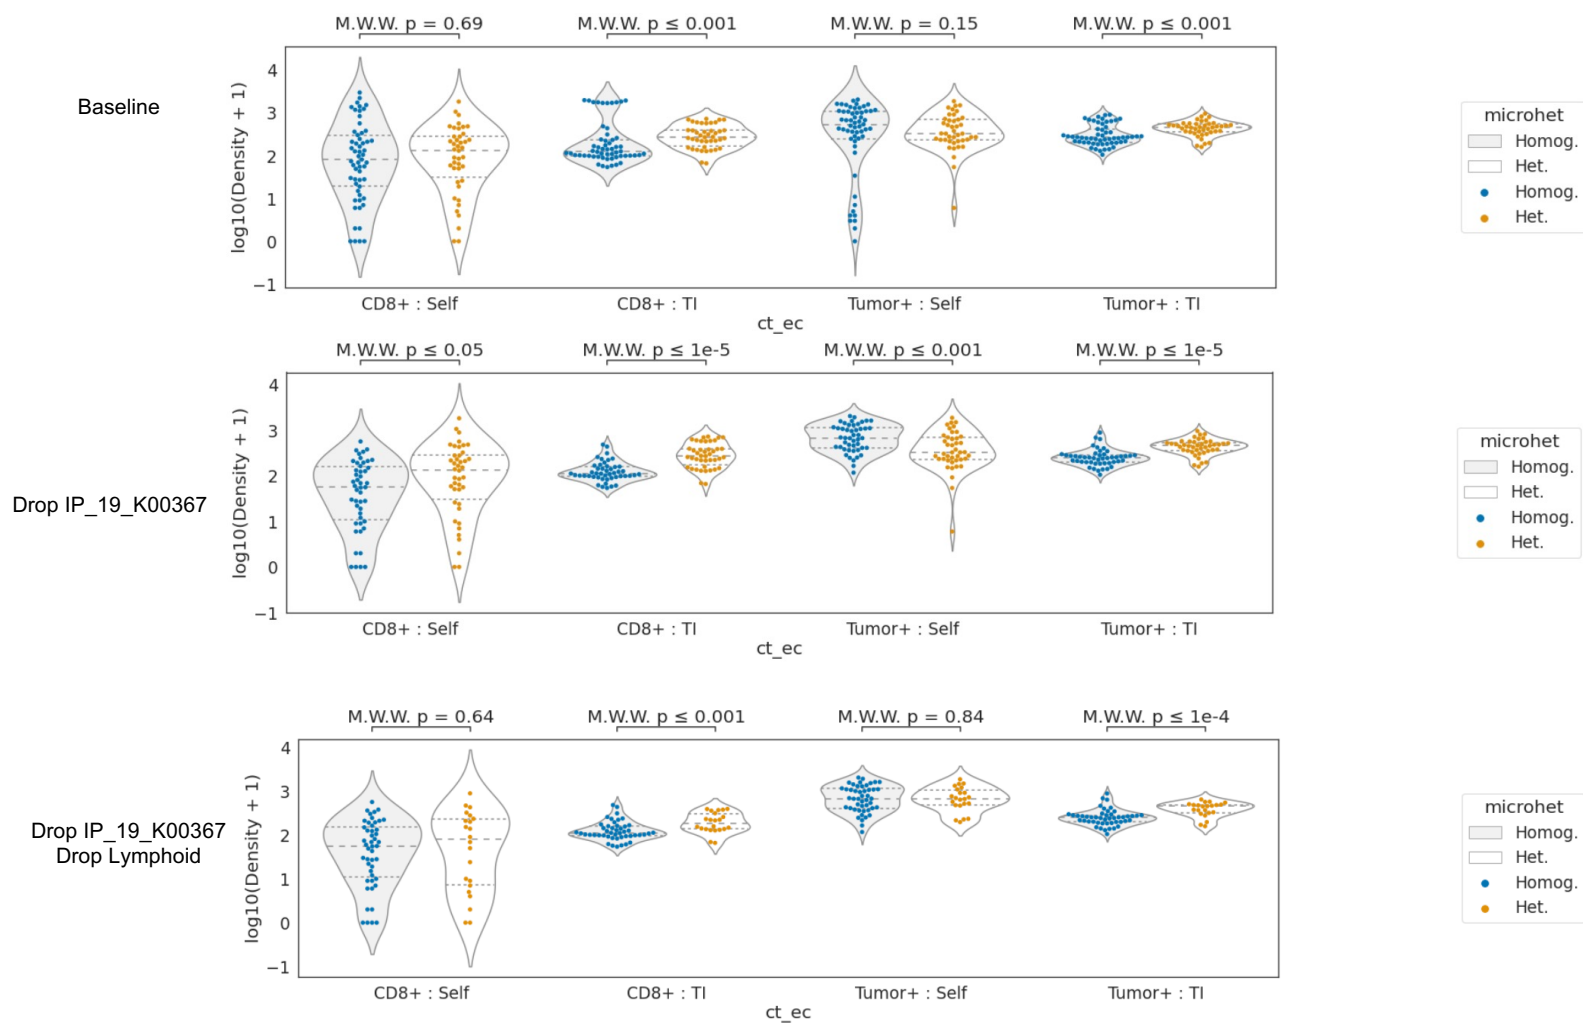 M.W.W. p = 0.69
M.W.W. p ≤ 0.001
M.W.W. p = 0.15
M.W.W. p ≤ 0.001
Baseline
log10(Density + 1)
4
3
2
1
0
−1
CD8+ : Self
CD8+ : TI
Tumor+ : Self
Tumor+ : TI
ct_ec
microhet
Homog.
Het.
Homog.
Het.
M.W.W. p ≤ 0.05
M.W.W. p ≤ 1e-5
M.W.W. p ≤ 0.001
M.W.W. p ≤ 1e-5
Drop IP_19_K00367
log10(Density + 1)
4
3
2
1
0
−1
CD8+ : Self
CD8+ : TI
Tumor+ : Self
Tumor+ : TI
ct_ec
microhet
Homog.
Het.
Homog.
Het.
M.W.W. p = 0.64
M.W.W. p ≤ 0.001
M.W.W. p = 0.84
M.W.W. p ≤ 1e-4
Drop IP_19_K00367
Drop Lymphoid
log10(Density + 1)
4
3
2
1
0
−1
CD8+ : Self
CD8+ : TI
Tumor+ : Self
Tumor+ : TI
ct_ec
microhet
Homog.
Het.
Homog.
Het.